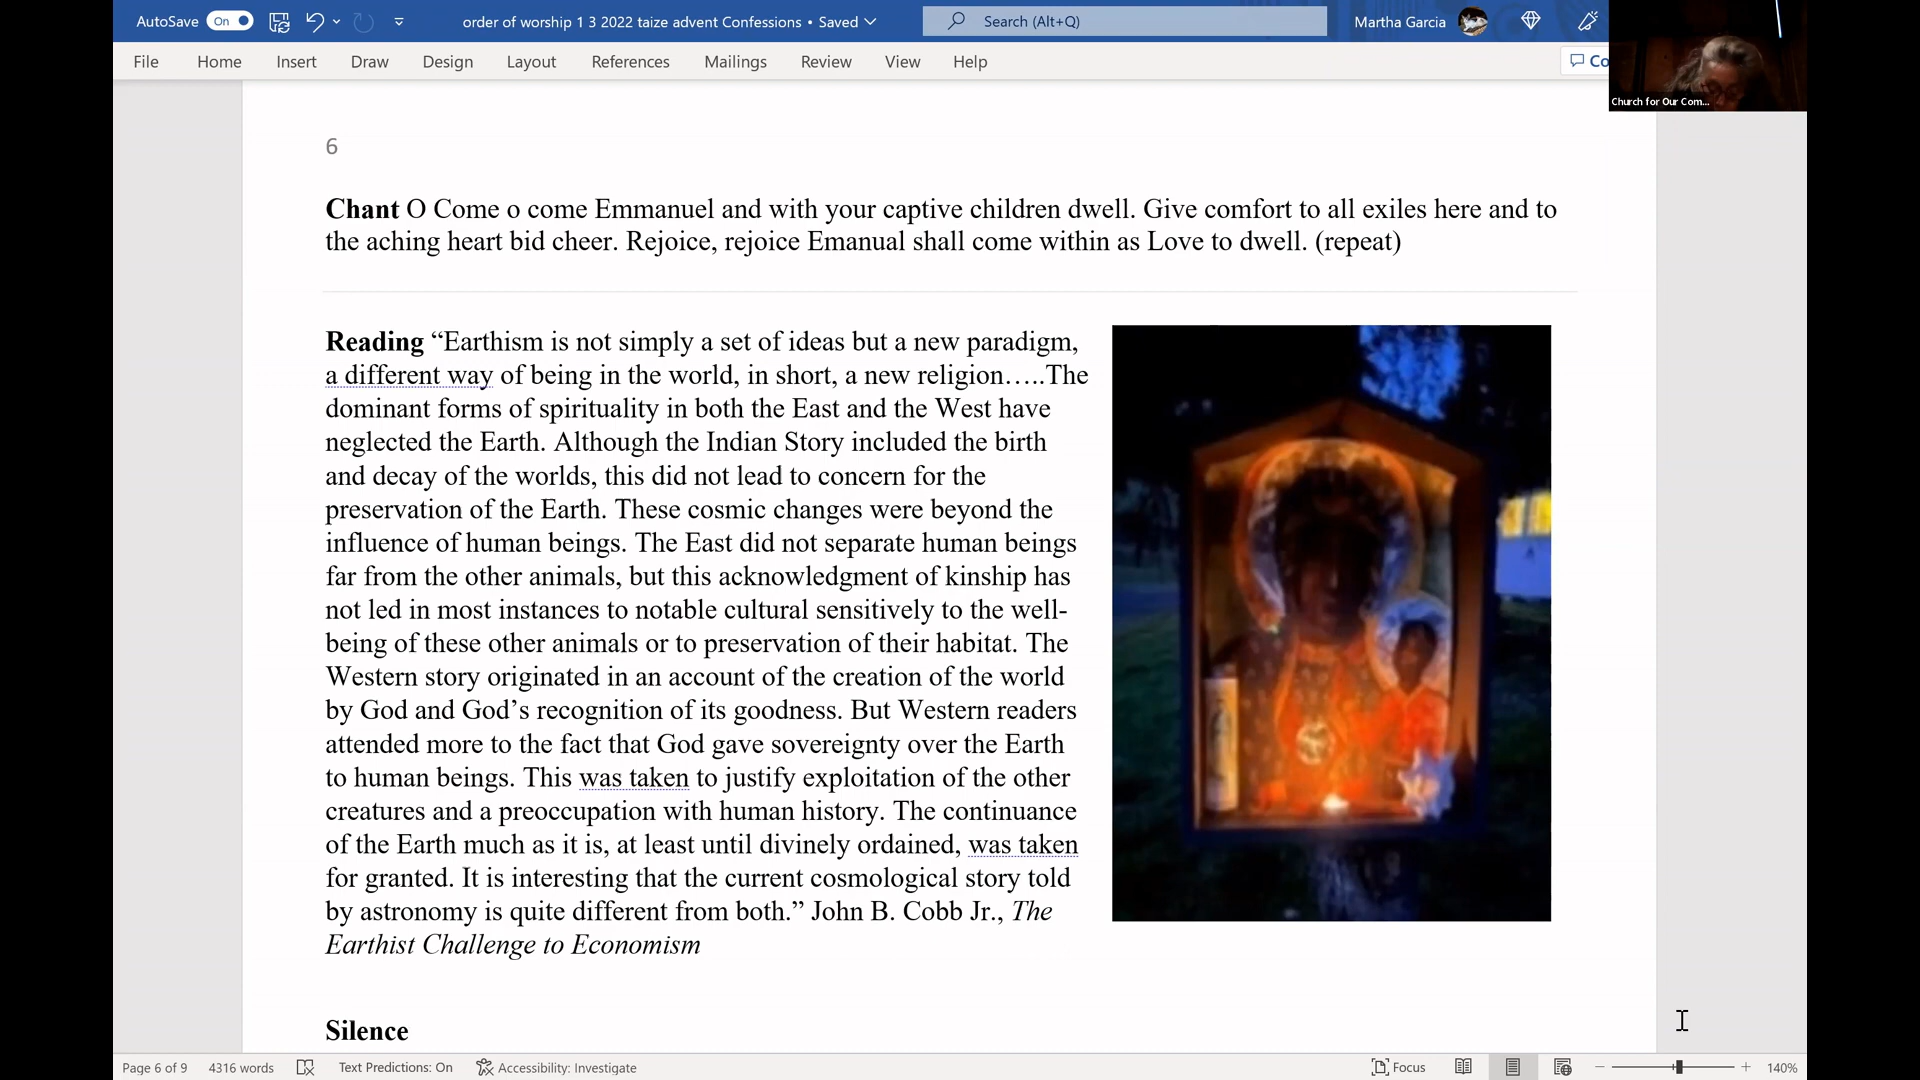 AutoSave On order of worship 1 3 2022 taize advent Confessions • Saved Search (Alt+Q) Martha Garcia
File Home Insert Draw Design Layout References Mailings Review View Help Co
Church for Our Com...
6
Chant O Come o come Emmanuel and with your captive children dwell. Give comfort to all exiles here and to
the aching heart bid cheer. Rejoice, rejoice Emanual shall come within as Love to dwell. (repeat)
Reading “Earthism is not simply a set of ideas but a new paradigm,
a different way of being in the world, in short, a new religion…..The
dominant forms of spirituality in both the East and the West have
neglected the Earth. Although the Indian Story included the birth
and decay of the worlds, this did not lead to concern for the
preservation of the Earth. These cosmic changes were beyond the
influence of human beings. The East did not separate human beings
far from the other animals, but this acknowledgment of kinship has
not led in most instances to notable cultural sensitively to the well-
being of these other animals or to preservation of their habitat. The
Western story originated in an account of the creation of the world
by God and God’s recognition of its goodness. But Western readers
attended more to the fact that God gave sovereignty over the Earth
to human beings. This was taken to justify exploitation of the other
creatures and a preoccupation with human history. The continuance
of the Earth much as it is, at least until divinely ordained, was taken
for granted. It is interesting that the current cosmological story told
by astronomy is quite different from both.” John B. Cobb Jr., The
Earthist Challenge to Economism
Silence
Page 6 of 9 4316 words Text Predictions: On Accessibility: Investigate Focus 140%